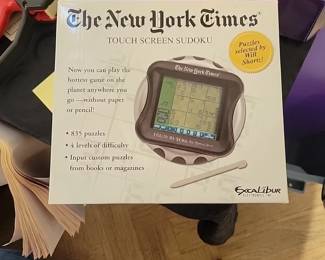 The New York Times
TOUCH SCREEN SUDOKU
Puzzles
selected by
Will
Shortz!
Now you can play the
hottest game on the
planet anywhere you
go —without paper
or pencil!
• 835 puzzles
• 4 levels of difficulty
• Input custom puzzles
from books or magazines
The New York Times
EXCALIBUR